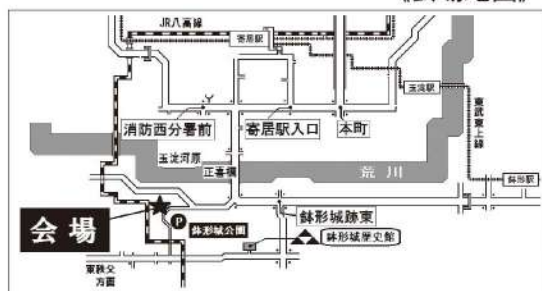 JR八高線
寄居駅
玉淀駅
東武東上線
消防西分署前
寄居駅入口
本町
玉淀河原
正喜橋
荒川
鉢形駅
会場
P
鉢形城公園
鉢形城跡東
鉢形城歴史館
東秩父
方面